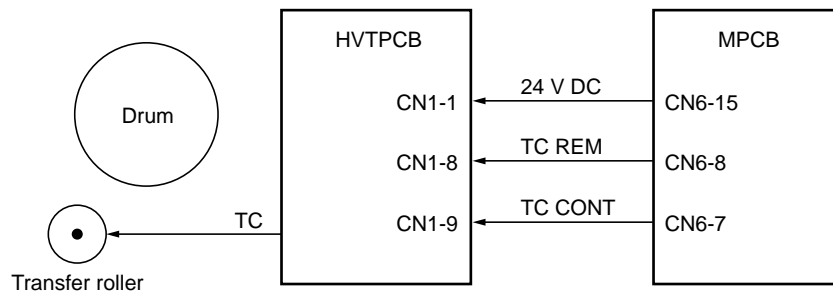 HVTPCB
MPCB
24 V DC
CN1-1
CN6-15
Drum
TC REM
CN1-8
CN6-8
TC CONT
CN1-9
CN6-7
TC
Transfer roller